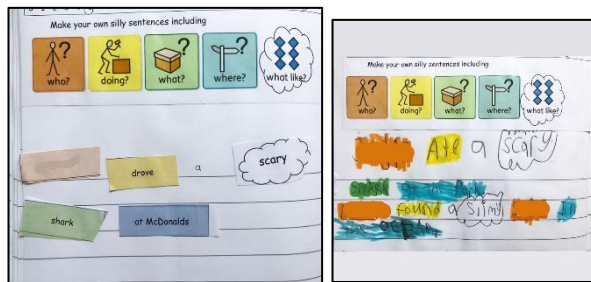 Make your own silly sentences including
who? doing? what? where? what like?
drove a scary
shark at McDonalds
Make your own silly sentences including
who? doing? what? where? what like?
Ate a scary
found a Slimy in